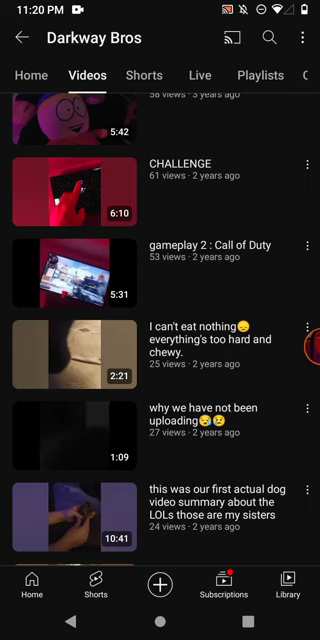 11:20 PM
Darkway Bros
Home Videos Shorts Live Playlists C
58 views · 3 years ago
5:42
CHALLENGE
61 views · 2 years ago
6:10
gameplay 2 : Call of Duty
53 views · 2 years ago
5:31
I can't eat nothing😞
everything's too hard and
chewy.
25 views · 2 years ago
2:21
why we have not been
uploading😪😢
27 views · 2 years ago
1:09
this was our first actual dog
video summary about the
LOLs those are my sisters
24 views · 2 years ago
10:41
Home Shorts Subscriptions Library